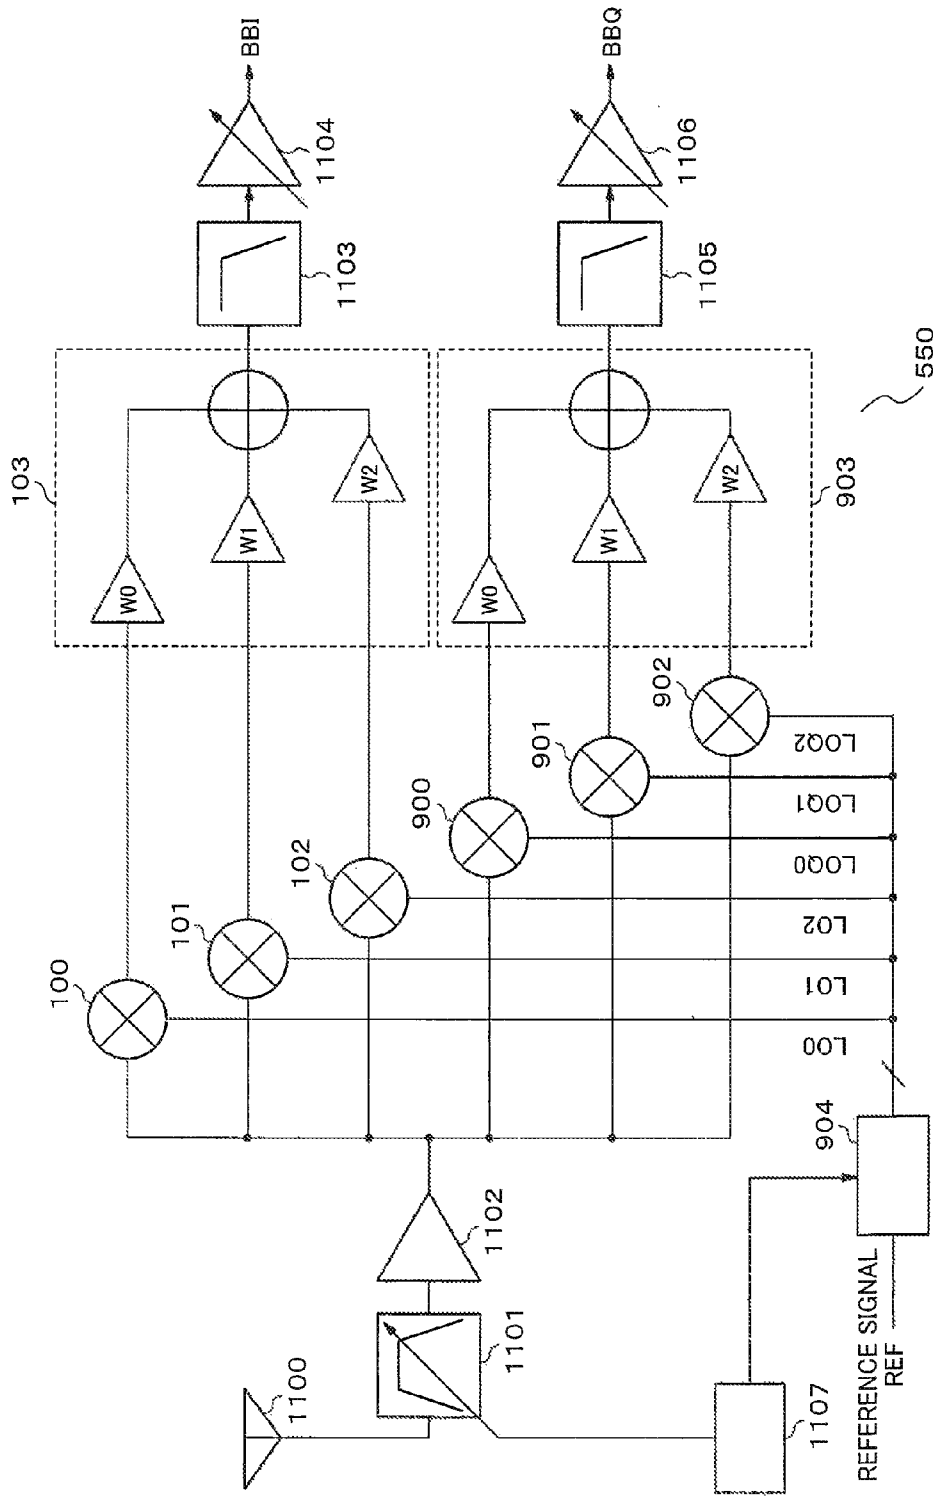 BBI
1104
1103
103
W0
W1
W2
BBQ
1106
1105
550
903
W0
W1
W2
100
101
102
900
901
902
LO0
LO1
LO2
LOQ0
LOQ1
LOQ2
904
1102
1101
1100
1107
REFERENCE SIGNAL
REF